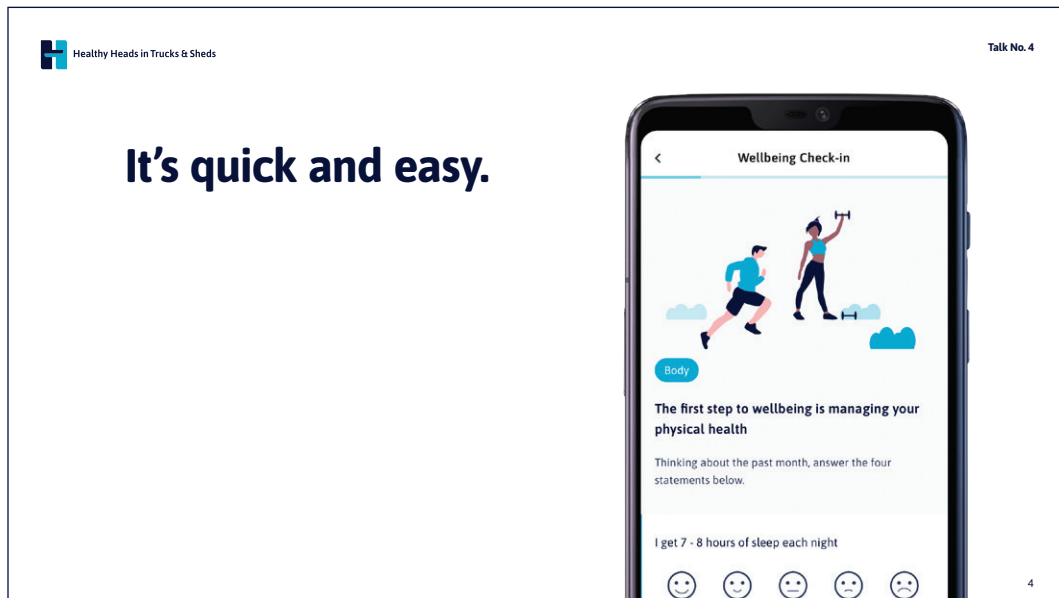 Healthy Heads in Trucks & Sheds
Talk No. 4
It's quick and easy.
Wellbeing Check-in
Body
The first step to wellbeing is managing your
physical health
Thinking about the past month, answer the four
statements below.
I get 7 - 8 hours of sleep each night
4